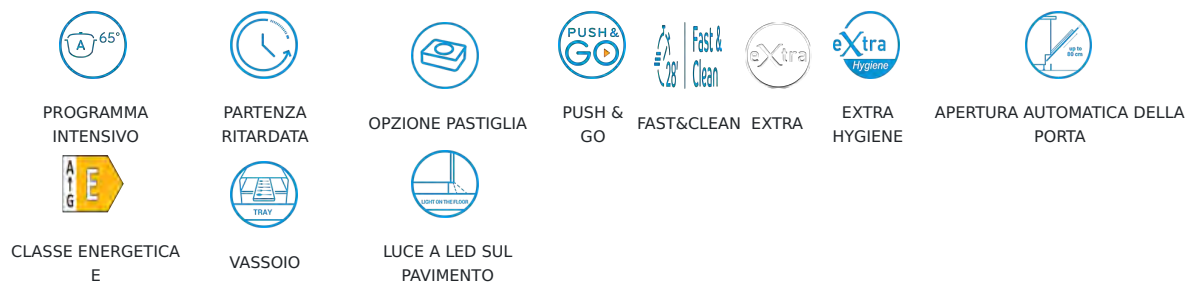 A 65°
PROGRAMMA
INTENSIVO
PARTENZA
RITARDATA
OPZIONE PASTIGLIA
PUSH &
GO
PUSH &
GO
28'
Fast &
Clean
FAST&CLEAN
eXtra
EXTRA
eXtra
Hygiene
EXTRA
HYGIENE
up to
APERTURA AUTOMATICA DELLA
PORTA
A
G
E
CLASSE ENERGETICA
E
TRAY
VASSOIO
LIGHT ON THE FLOOR
LUCE A LED SUL
PAVIMENTO